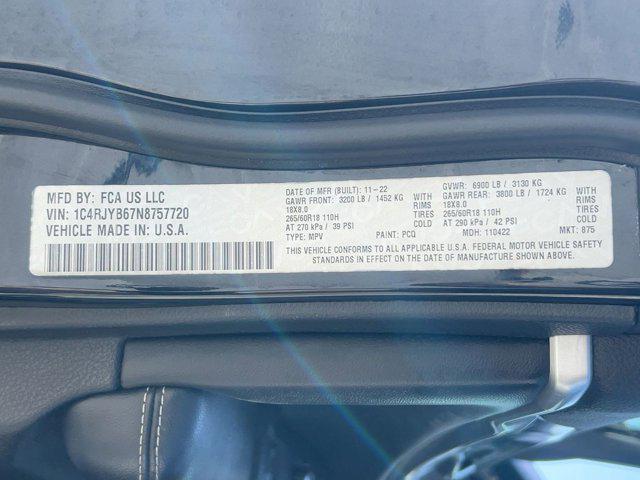 MFD BY: FCA US LLC
VIN: 1C4RJYB67N8757720
VEHICLE MADE IN: U.S.A.
DATE OF MFR (BUILT): 11-22 GVWR: 6900 LB / 3130 KG
GAWR FRONT: 3200 LB / 1452 KG WITH GAWR REAR: 3800 LB / 1724 KG WITH
18X8.0 RIMS 18X8.0 RIMS
265/60R18 110H TIRES 265/60R18 110H TIRES
AT 270 kPa / 39 PSI COLD AT 290 kPa / 42 PSI COLD
TYPE: MPV PAINT: PCQ MDH: 110422 MKT: 875
THIS VEHICLE CONFORMS TO ALL APPLICABLE U.S.A. FEDERAL MOTOR VEHICLE SAFETY
STANDARDS IN EFFECT ON THE DATE OF MANUFACTURE SHOWN ABOVE.